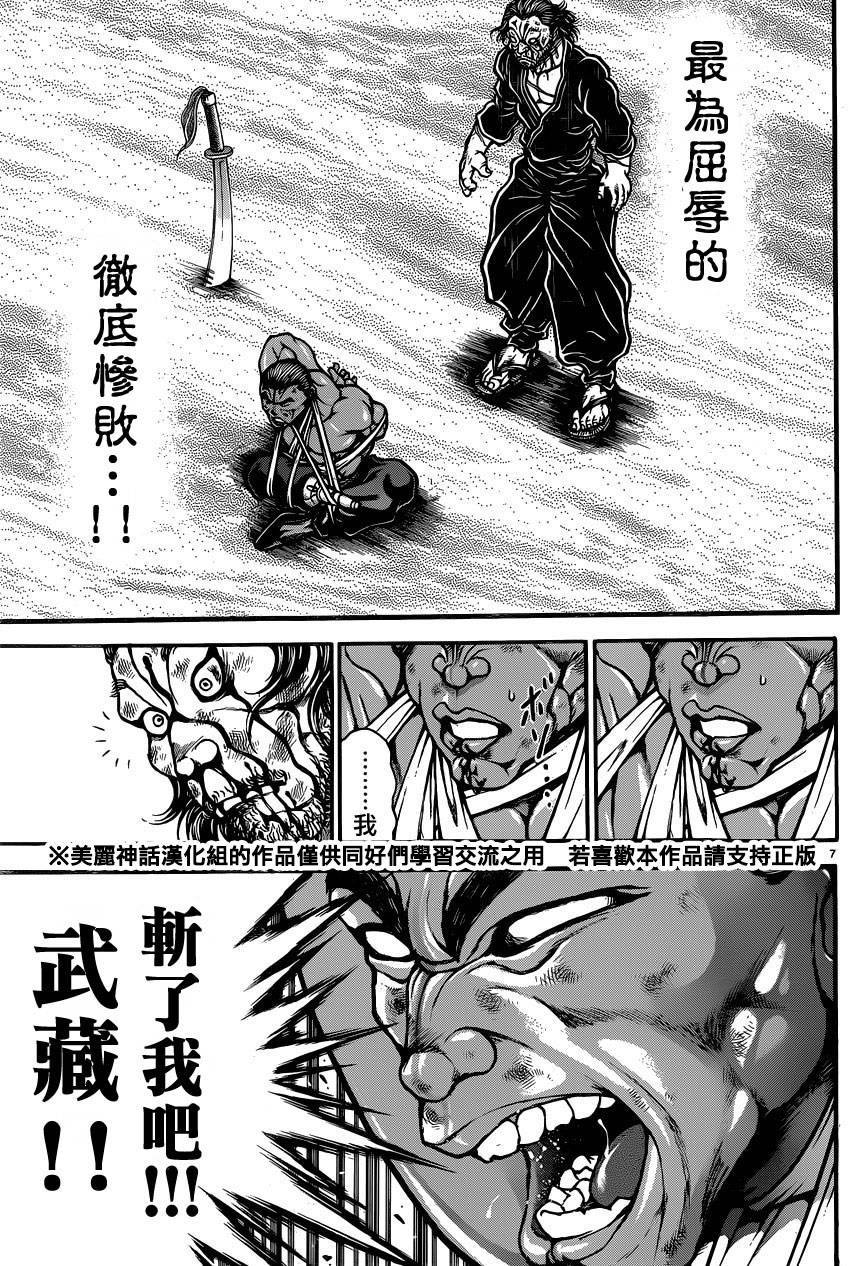 最為屈辱的
徹底慘敗…!!
ボソ…
………我
※美麗神話漢化組的作品僅供同好們學習交流之用　若喜歡本作品請支持正版
7
斬了我吧!!!
武藏!!